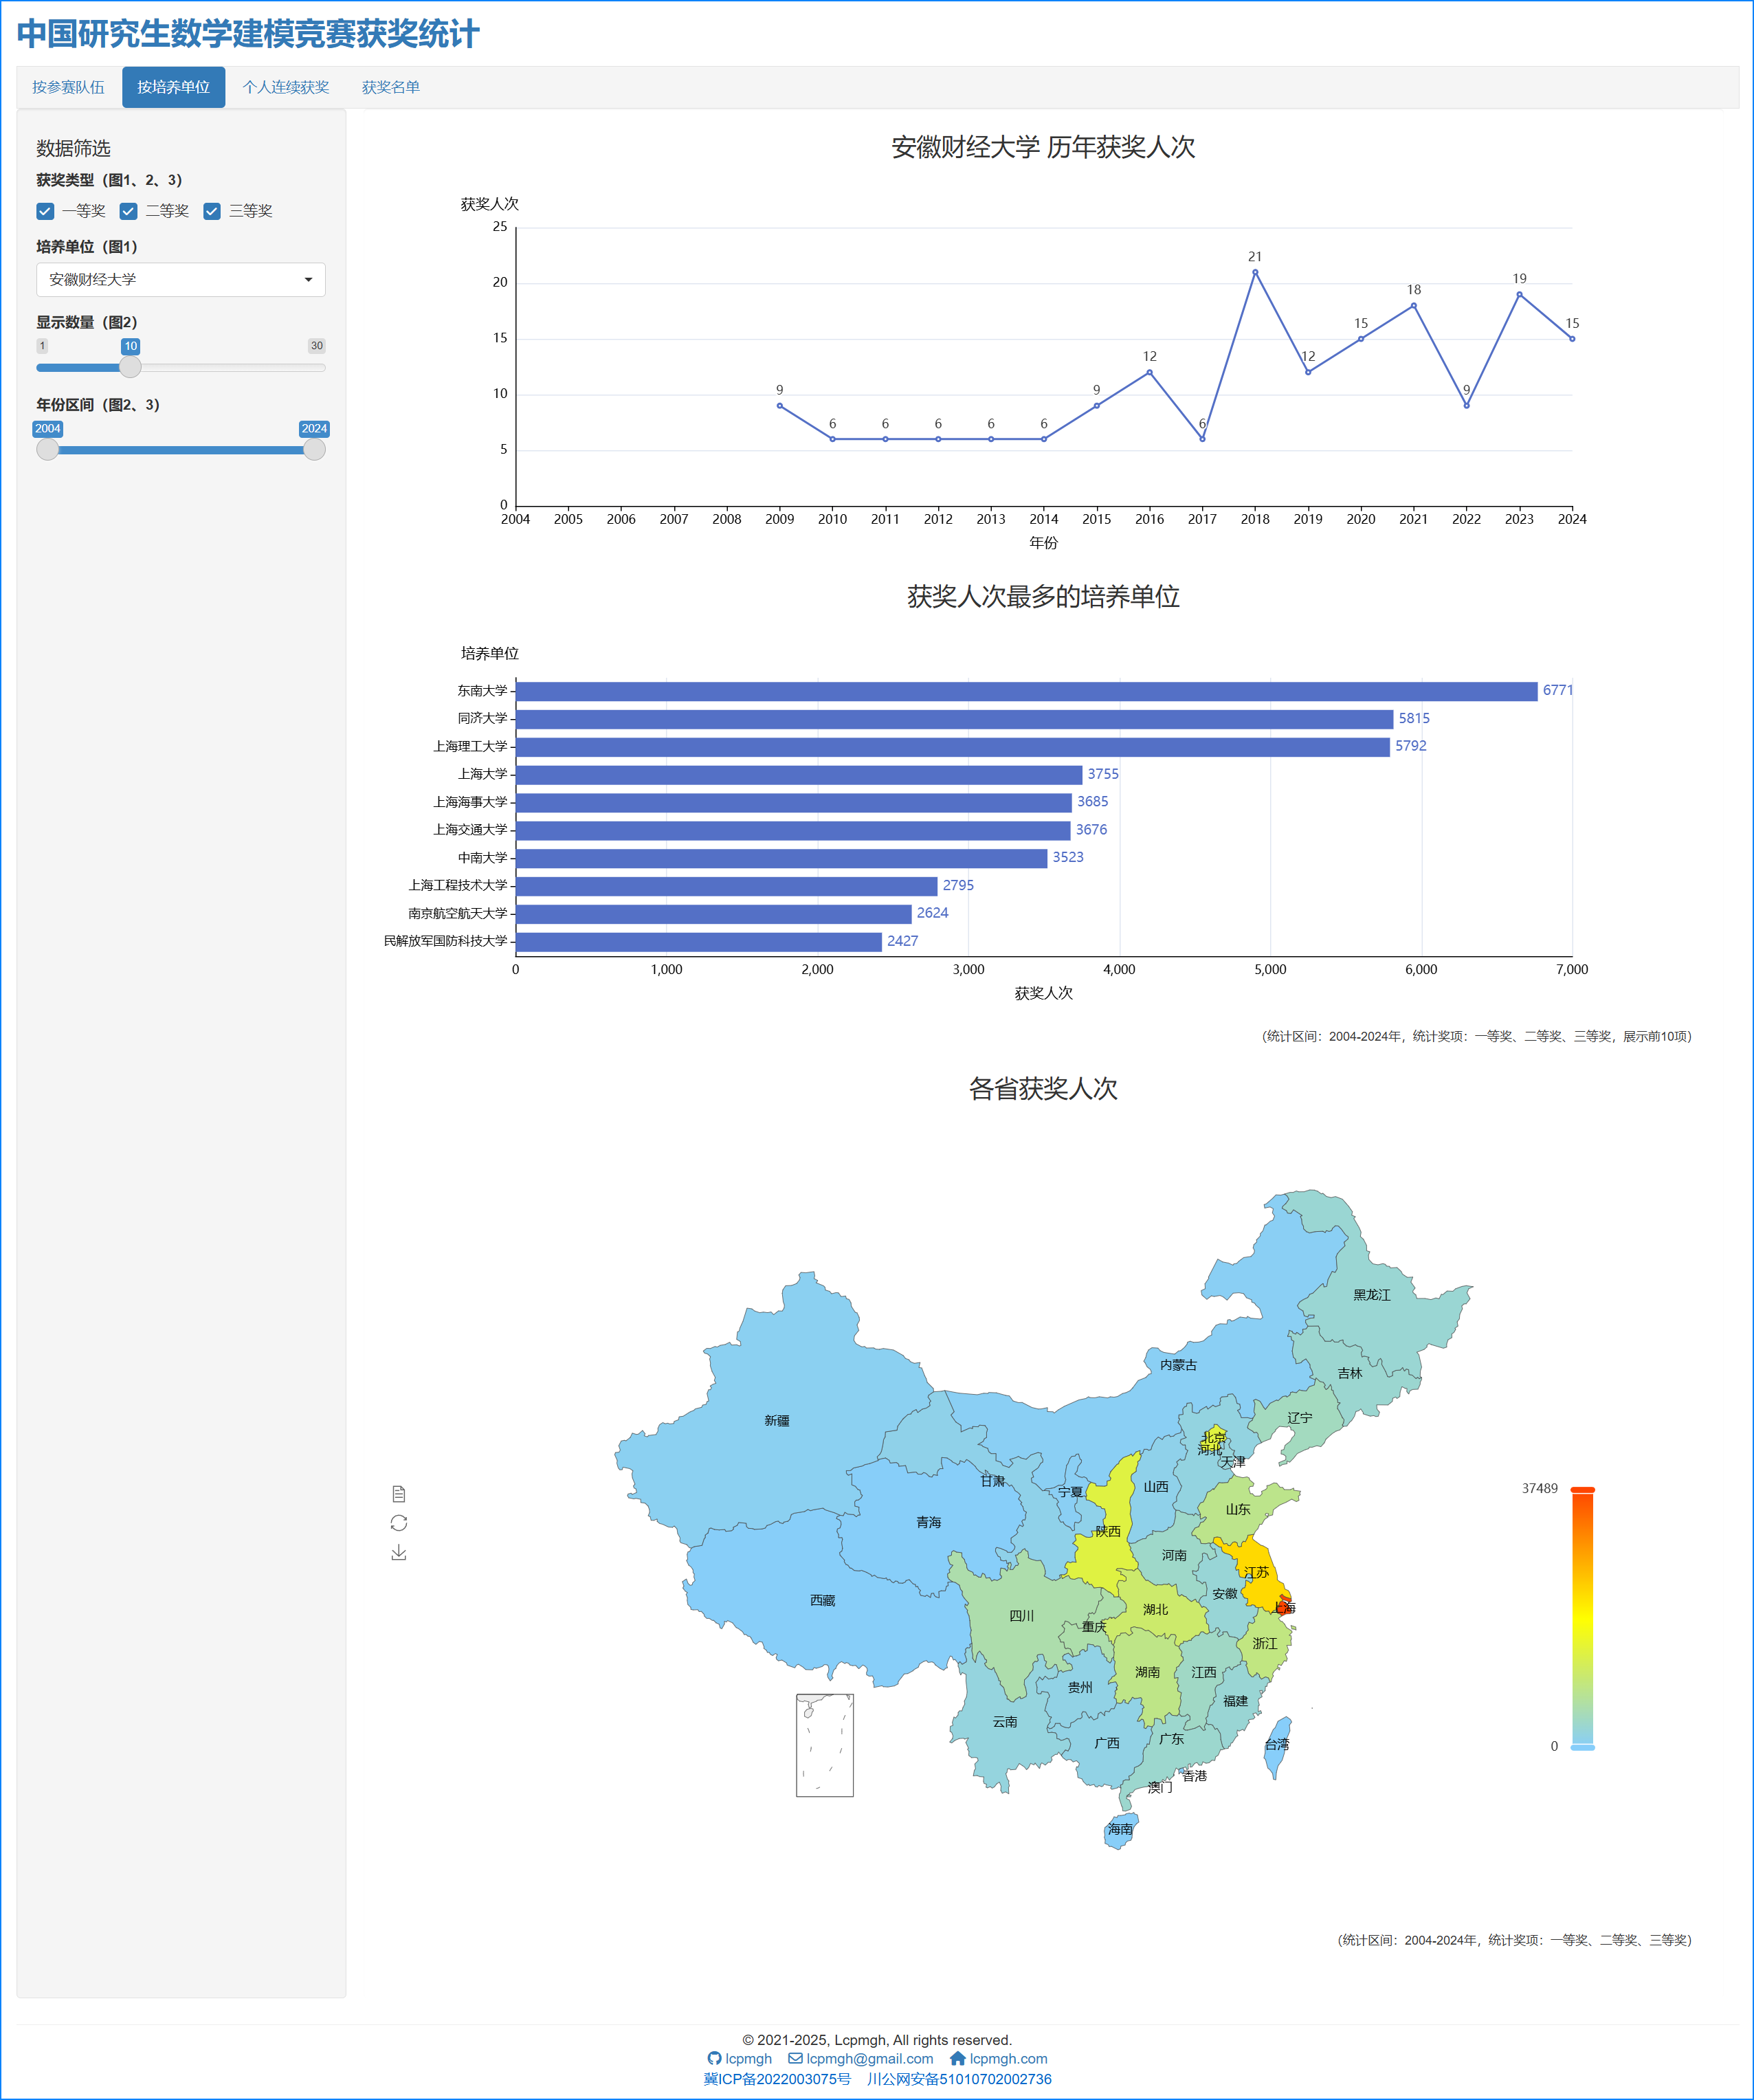 中国研究生数学建模竞赛获奖统计
按参赛队伍 按培养单位 个人连续获奖 获奖名单
数据筛选
获奖类型（图1、2、3）
一等奖 二等奖 三等奖
培养单位（图1）
安徽财经大学
显示数量（图2）
1 10 30
年份区间（图2、3）
2004 2024
安徽财经大学 历年获奖人次
获奖人次
25
20
15
10
5
0
9 6 6 6 6 6 9 12 6 21 12 15 18 9 19 15
2004 2005 2006 2007 2008 2009 2010 2011 2012 2013 2014 2015 2016 2017 2018 2019 2020 2021 2022 2023 2024
年份
获奖人次最多的培养单位
培养单位
东南大学 6771
同济大学 5815
上海理工大学 5792
上海大学 3755
上海海事大学 3685
上海交通大学 3676
中南大学 3523
上海工程技术大学 2795
南京航空航天大学 2624
民解放军国防科技大学 2427
0 1,000 2,000 3,000 4,000 5,000 6,000 7,000
获奖人次
（统计区间：2004-2024年，统计奖项：一等奖、二等奖、三等奖，展示前10项）
各省获奖人次
黑龙江
内蒙古
吉林
新疆
辽宁
北京
河北
天津
甘肃
宁夏
山西
37489
山东
青海
陕西
河南
江苏
安徽
西藏
上海
湖北
四川
重庆
浙江
湖南
江西
贵州
福建
云南
广东
广西
台湾
0
香港
澳门
海南
（统计区间：2004-2024年，统计奖项：一等奖、二等奖、三等奖）
© 2021-2025, Lcpmgh, All rights reserved.
lcpmgh lcpmgh@gmail.com lcpmgh.com
冀ICP备2022003075号 川公网安备51010702002736